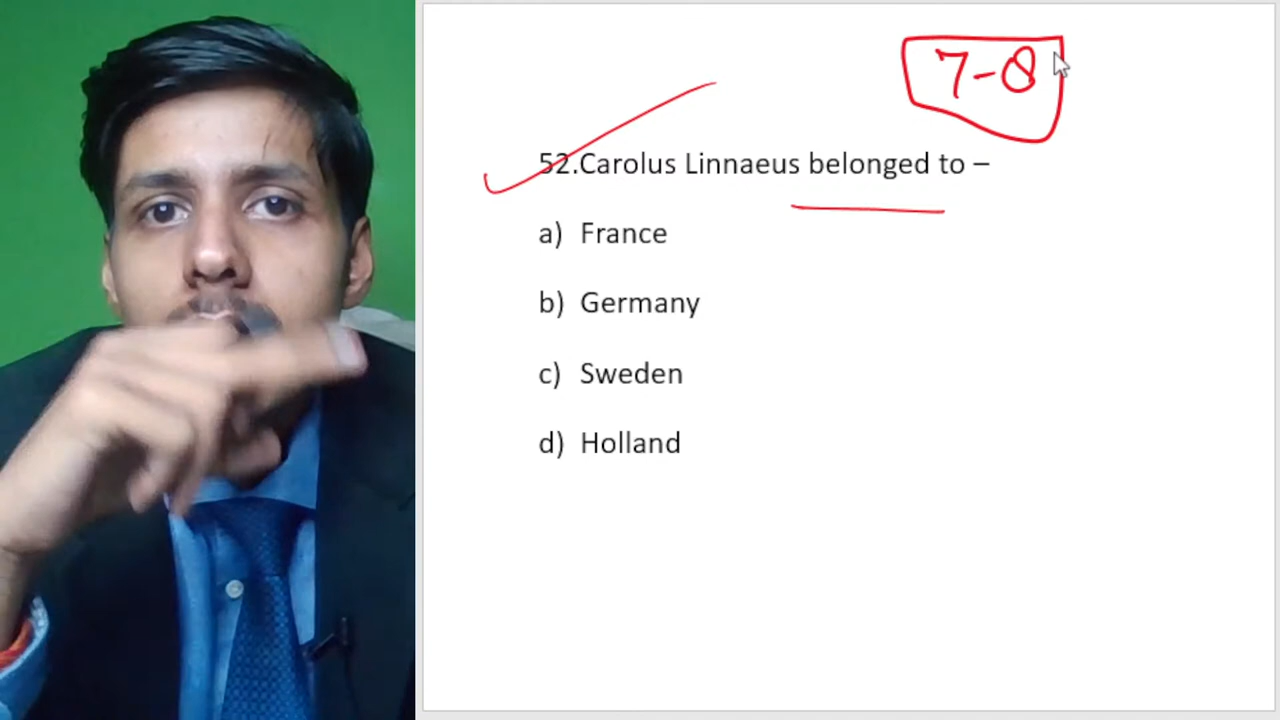 7-8
52.Carolus Linnaeus belonged to –
a) France
b) Germany
c) Sweden
d) Holland